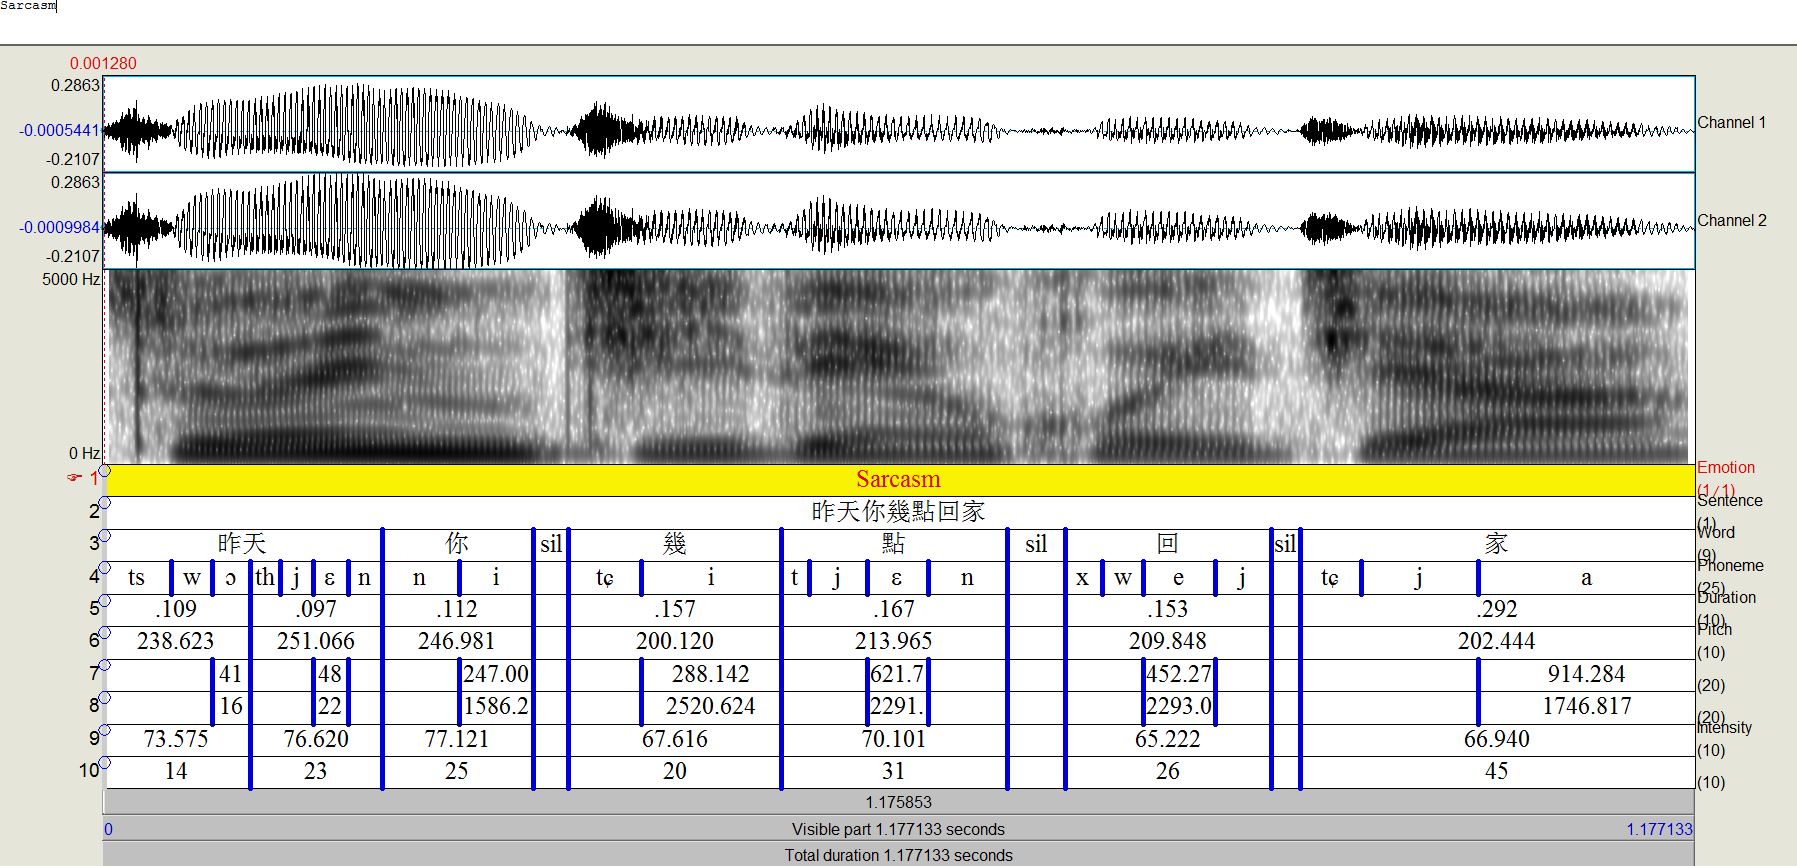 Sarcasm
0.001280
0.2863
-0.0005441
-0.2107
Channel 1
0.2863
-0.0009984
-0.2107
Channel 2
5000 Hz
0 Hz
1 Sarcasm Emotion (1/1)
2 昨天你幾點回家 Sentence (1)
3 昨天 你 sil 幾 點 sil 回 sil 家 Word (9)
4 ts w ɔ th j ɛ n n i tɕ i t j ɛ n x w e j tɕ j a Phoneme (25)
5 .109 .097 .112 .157 .167 .153 .292 Duration (10)
6 238.623 251.066 246.981 200.120 213.965 209.848 202.444 Pitch (10)
7 41 48 247.00 288.142 621.7 452.27 914.284 (20)
8 16 22 1586.2 2520.624 2291. 2293.0 1746.817 (20)
9 73.575 76.620 77.121 67.616 70.101 65.222 66.940 Intensity (10)
10 14 23 25 20 31 26 45 (10)
1.175853
0 Visible part 1.177133 seconds 1.177133
Total duration 1.177133 seconds